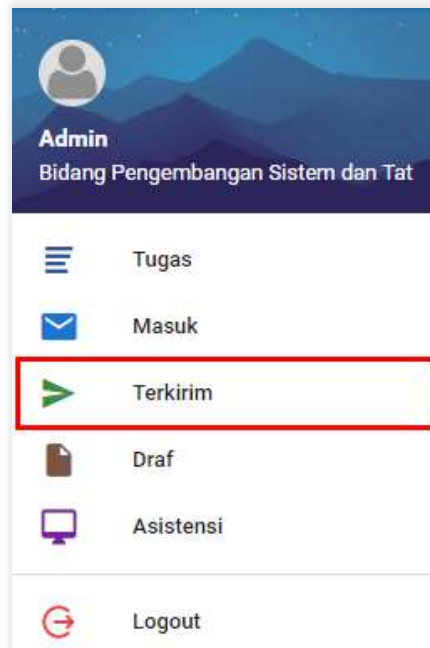 Admin
Bidang Pengembangan Sistem dan Tat
Tugas
Masuk
Terkirim
Draf
Asistensi
Logout